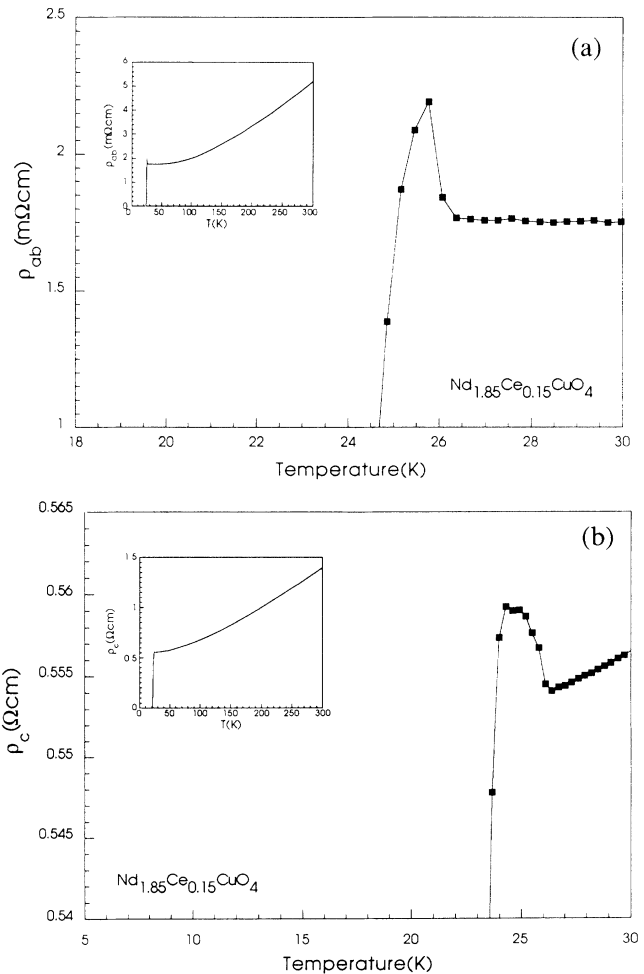 (a)
ρab(mΩcm)
2.5
2
1.5
1
18 20 22 24 26 28 30
Temperature(K)
Nd1.85Ce0.15CuO4
ρab(mΩcm)
6
5
4
3
2
1
0
50 100 150 200 250 300
T(K)
(b)
ρc(Ωcm)
0.565
0.56
0.555
0.55
0.545
0.54
5 10 15 20 25 30
Temperature(K)
Nd1.85Ce0.15CuO4
ρc(Ωcm)
1 5
1
0 5
0
0 50 100 150 200 250 300
T(K)